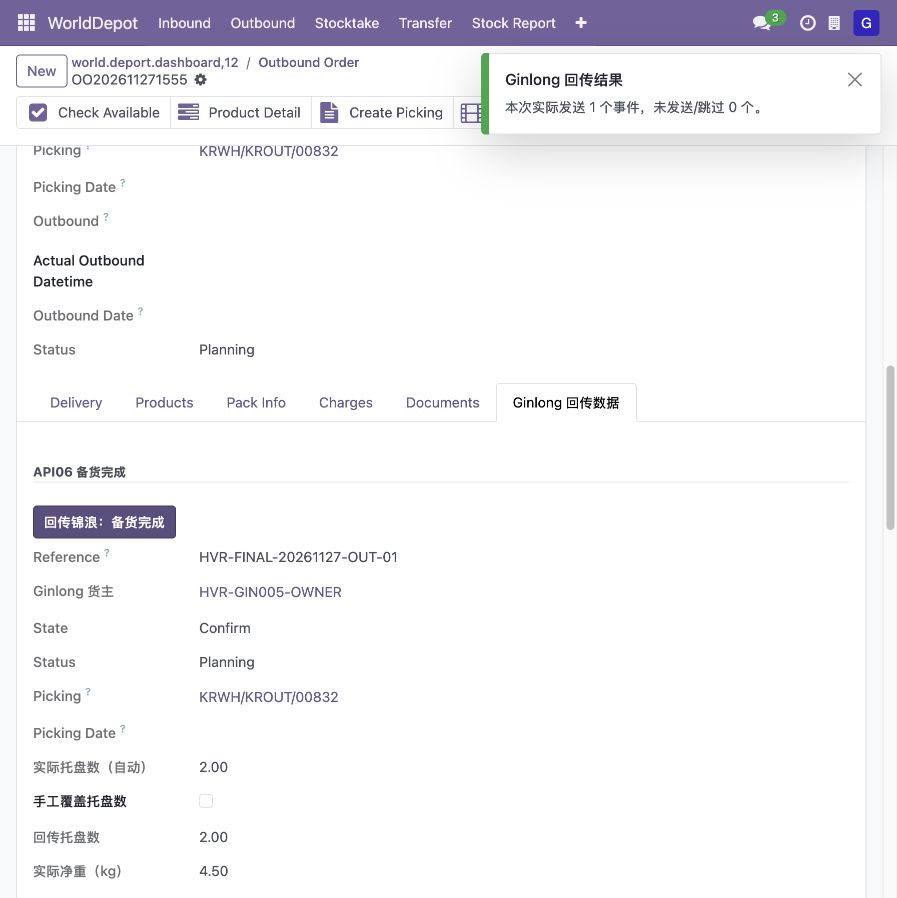 WorldDepot Inbound Outbound Stocktake Transfer Stock Report + 3 G
New world.deport.dashboard,12 / Outbound Order
OO202611271555
Ginlong 回传结果
本次实际发送 1 个事件，未发送/跳过 0 个。
Check Available Product Detail Create Picking
Picking ? KRWH/KROUT/00832
Picking Date ?
Outbound ?
Actual Outbound
Datetime
Outbound Date ?
Status Planning
Delivery Products Pack Info Charges Documents Ginlong 回传数据
API06 备货完成
回传锦浪：备货完成
Reference ? HVR-FINAL-20261127-OUT-01
Ginlong 货主 HVR-GIN005-OWNER
State Confirm
Status Planning
Picking ? KRWH/KROUT/00832
Picking Date ?
实际托盘数（自动） 2.00
手工覆盖托盘数
回传托盘数 2.00
实际净重（kg） 4.50